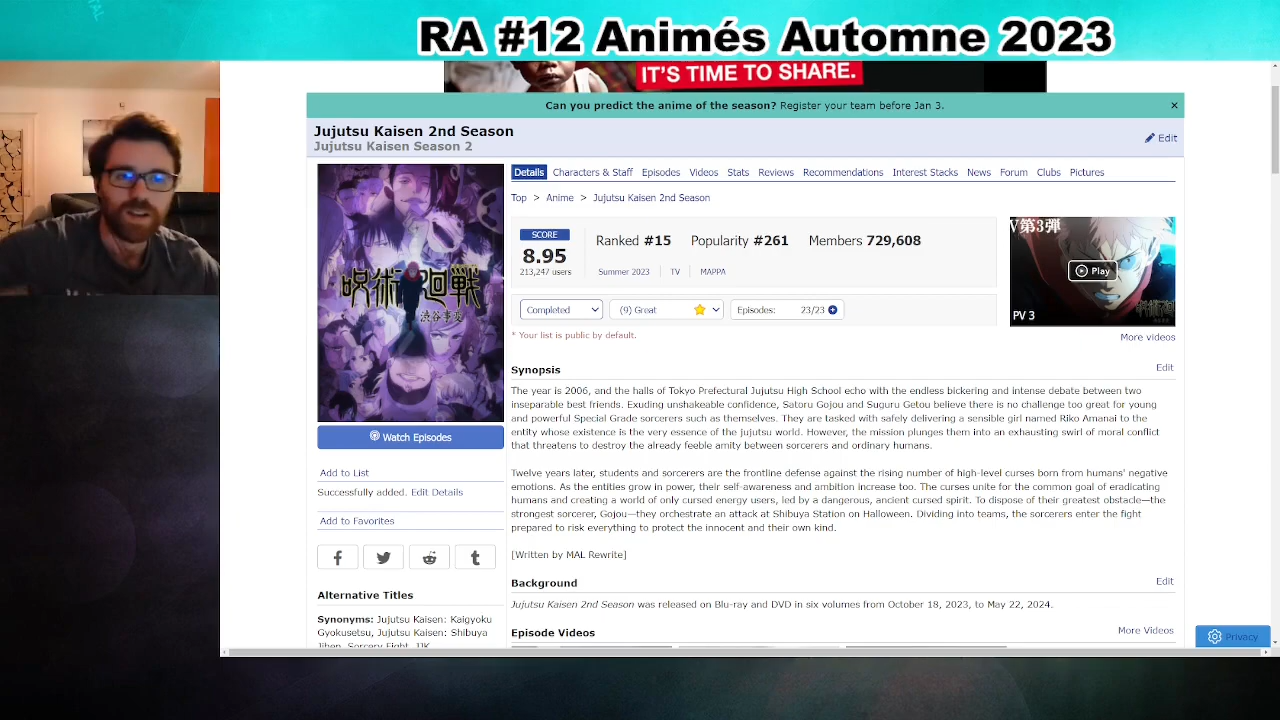 RA #12 Animés Automne 2023
IT'S TIME TO SHARE.
Can you predict the anime of the season? Register your team before Jan 3.
×
Jujutsu Kaisen 2nd Season
Jujutsu Kaisen Season 2
Edit
Details Characters & Staff Episodes Videos Stats Reviews Recommendations Interest Stacks News Forum Clubs Pictures
Top > Anime > Jujutsu Kaisen 2nd Season
SCORE
8.95
213,247 users
Ranked #15 Popularity #261 Members 729,608
Summer 2023 TV MAPPA
Completed (9) Great Episodes: 23/23
* Your list is public by default.
V第3弾
Play
PV 3
More videos
呪術廻戦
渋谷事変
Watch Episodes
Add to List
Successfully added. Edit Details
Add to Favorites
Alternative Titles
Synonyms: Jujutsu Kaisen: Kaigyoku
Gyokusetsu, Jujutsu Kaisen: Shibuya
Jihen, Sorcery Fight, JJK
Synopsis
Edit
The year is 2006, and the halls of Tokyo Prefectural Jujutsu High School echo with the endless bickering and intense debate between two
inseparable best friends. Exuding unshakeable confidence, Satoru Gojou and Suguru Getou believe there is no challenge too great for young
and powerful Special Grade sorcerers such as themselves. They are tasked with safely delivering a sensible girl named Riko Amanai to the
entity whose existence is the very essence of the jujutsu world. However, the mission plunges them into an exhausting swirl of moral conflict
that threatens to destroy the already feeble amity between sorcerers and ordinary humans.
Twelve years later, students and sorcerers are the frontline defense against the rising number of high-level curses born from humans' negative
emotions. As the entities grow in power, their self-awareness and ambition increase too. The curses unite for the common goal of eradicating
humans and creating a world of only cursed energy users, led by a dangerous, ancient cursed spirit. To dispose of their greatest obstacle—the
strongest sorcerer, Gojou—they orchestrate an attack at Shibuya Station on Halloween. Dividing into teams, the sorcerers enter the fight
prepared to risk everything to protect the innocent and their own kind.
[Written by MAL Rewrite]
Background
Edit
Jujutsu Kaisen 2nd Season was released on Blu-ray and DVD in six volumes from October 18, 2023, to May 22, 2024.
Episode Videos
More Videos
Privacy